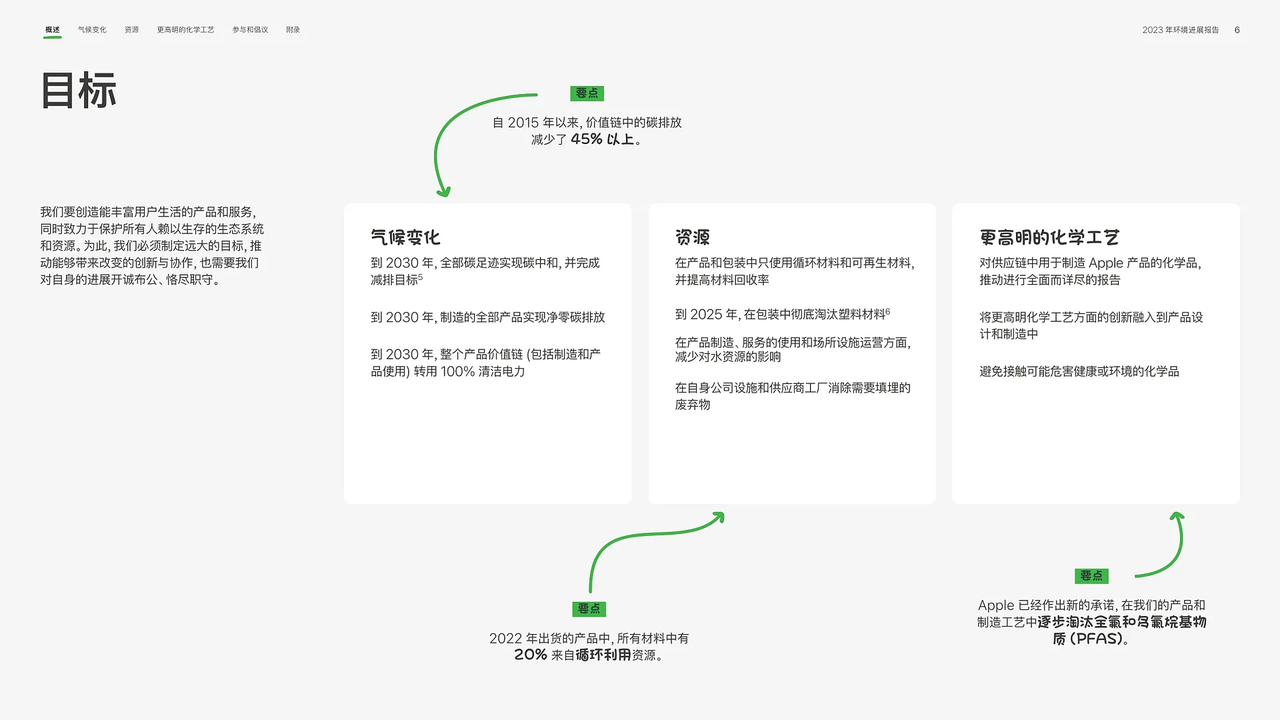 概述 气候变化 资源 更高明的化学工艺 参与和倡议 附录
2023 年环境进展报告 6
目标
要点
自 2015 年以来, 价值链中的碳排放
减少了 45% 以上。
我们要创造能丰富用户生活的产品和服务,
同时致力于保护所有人赖以生存的生态系统
和资源。为此, 我们必须制定远大的目标, 推
动能够带来改变的创新与协作, 也需要我们
对自身的进展开诚布公、恪尽职守。
气候变化
到 2030 年, 全部碳足迹实现碳中和, 并完成
减排目标⁵
到 2030 年, 制造的全部产品实现净零碳排放
到 2030 年, 整个产品价值链 (包括制造和产
品使用) 转用 100% 清洁电力
资源
在产品和包装中只使用循环材料和可再生材料,
并提高材料回收率
到 2025 年, 在包装中彻底淘汰塑料材料⁶
在产品制造、服务的使用和场所设施运营方面,
减少对水资源的影响
在自身公司设施和供应商工厂消除需要填埋的
废弃物
更高明的化学工艺
对供应链中用于制造 Apple 产品的化学品,
推动进行全面而详尽的报告
将更高明化学工艺方面的创新融入到产品设
计和制造中
避免接触可能危害健康或环境的化学品
要点
2022 年出货的产品中, 所有材料中有
20% 来自循环利用资源。
要点
Apple 已经作出新的承诺, 在我们的产品和
制造工艺中逐步淘汰全氟和多氟烷基物
质 (PFAS)。